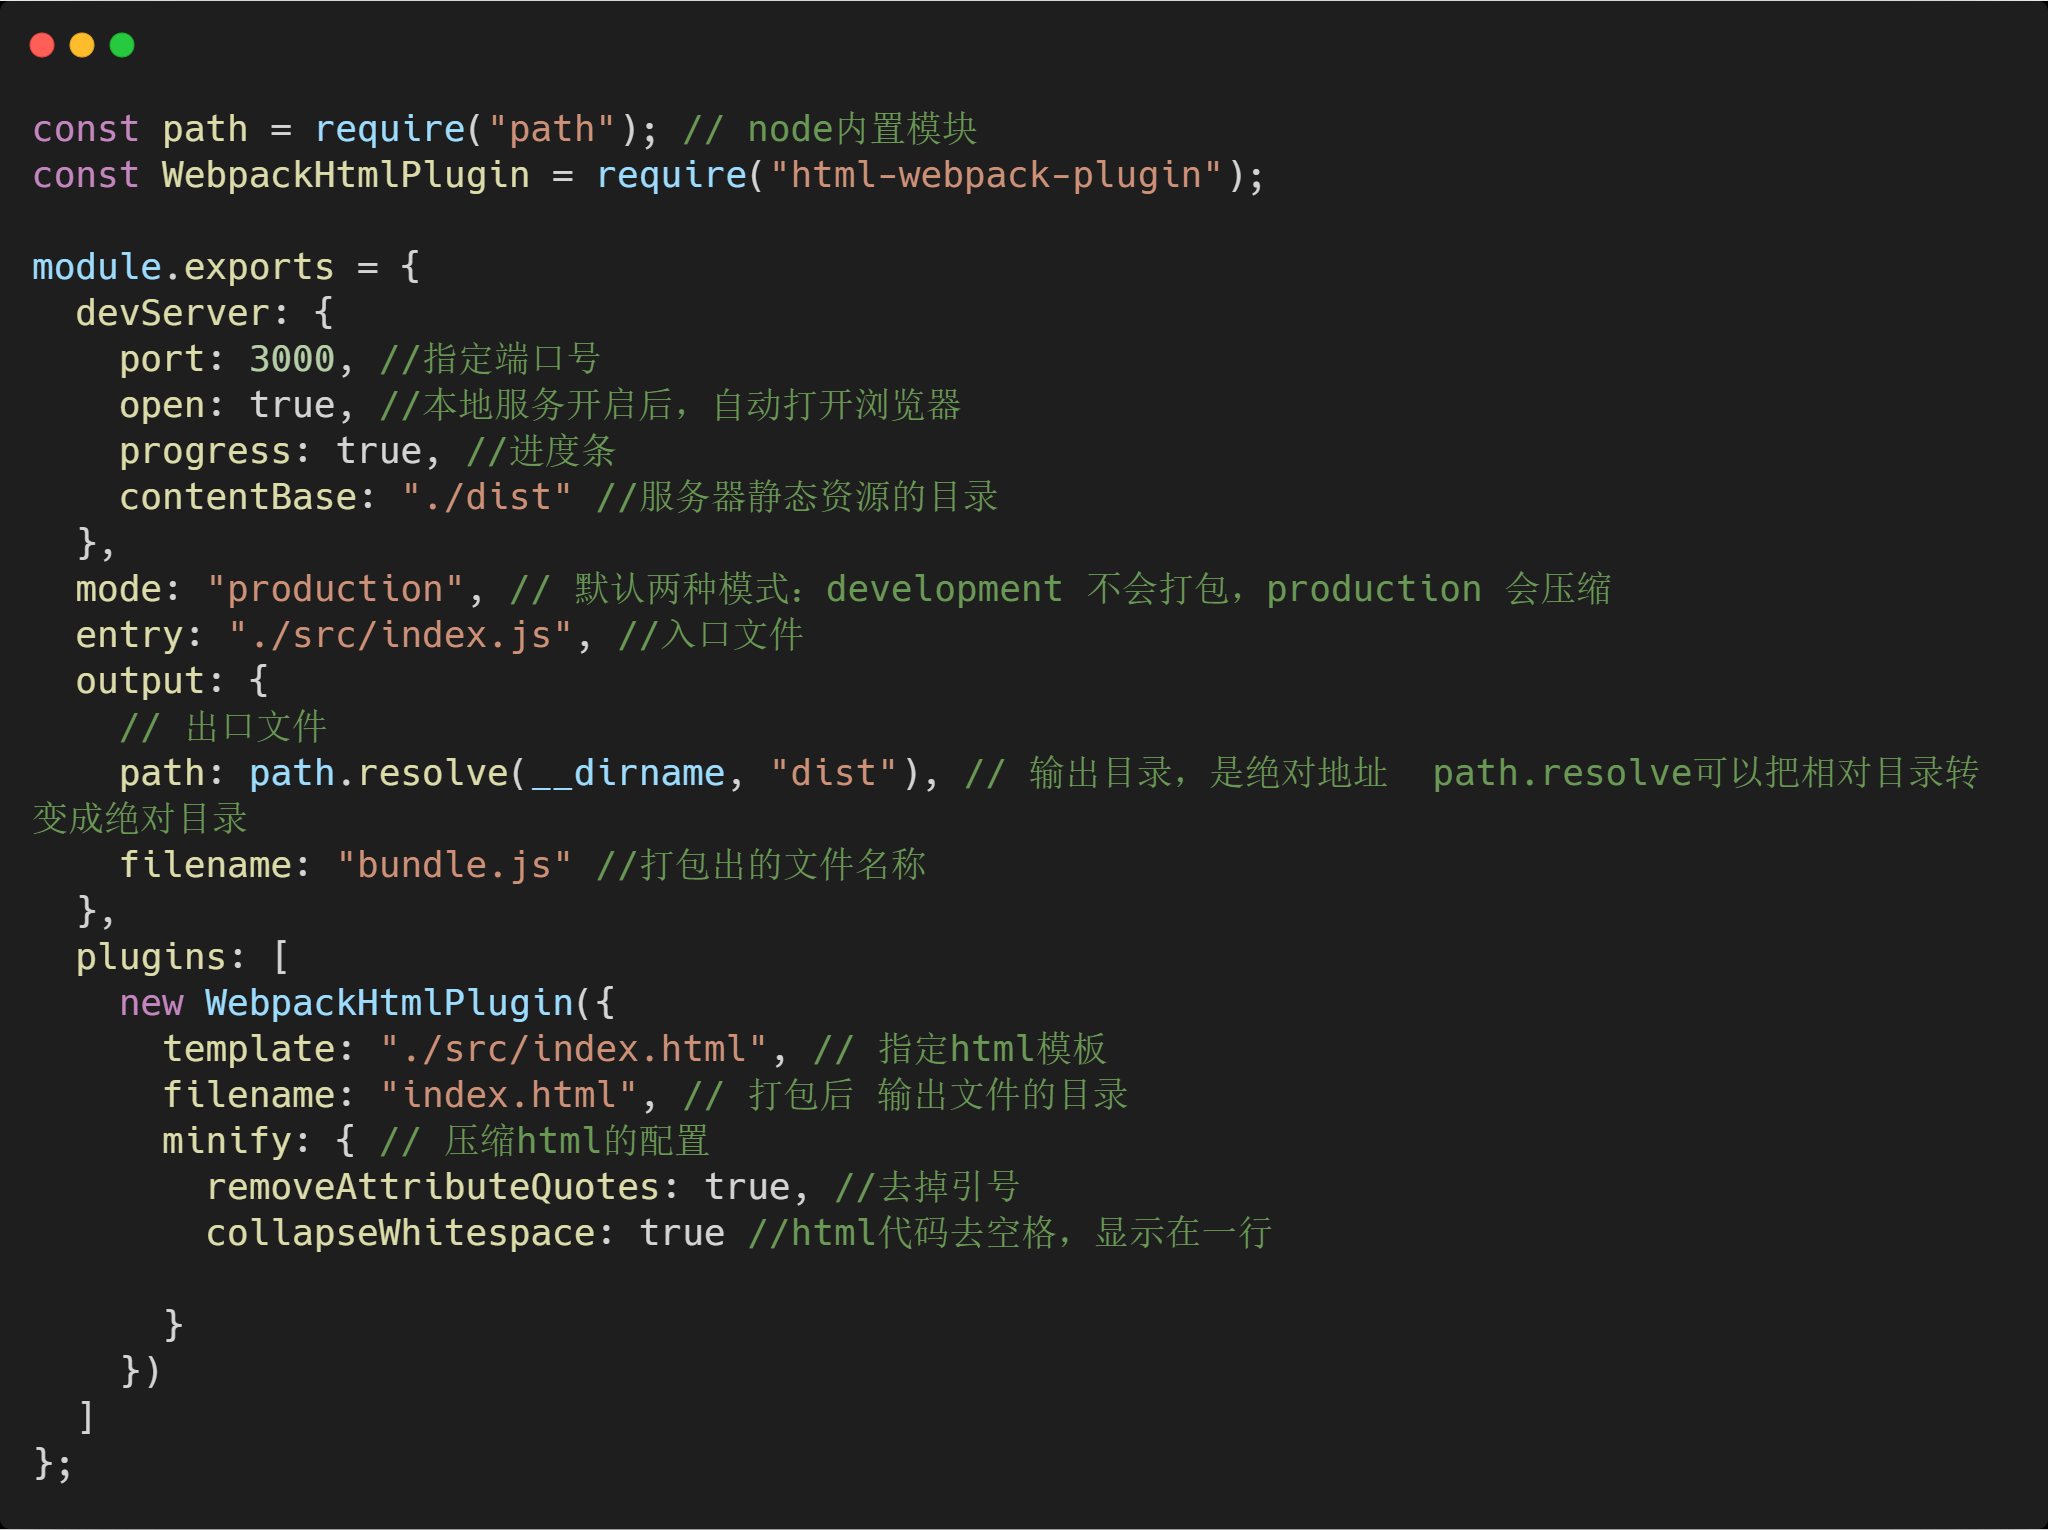 const path = require("path"); // node内置模块
const WebpackHtmlPlugin = require("html-webpack-plugin");

module.exports = {
  devServer: {
    port: 3000, //指定端口号
    open: true, //本地服务开启后，自动打开浏览器
    progress: true, //进度条
    contentBase: "./dist" //服务器静态资源的目录
  },
  mode: "production", // 默认两种模式：development 不会打包，production 会压缩
  entry: "./src/index.js", //入口文件
  output: {
    // 出口文件
    path: path.resolve(__dirname, "dist"), // 输出目录，是绝对地址  path.resolve可以把相对目录转
变成绝对目录
    filename: "bundle.js" //打包出的文件名称
  },
  plugins: [
    new WebpackHtmlPlugin({
      template: "./src/index.html", // 指定html模板
      filename: "index.html", // 打包后 输出文件的目录
      minify: { // 压缩html的配置
        removeAttributeQuotes: true, //去掉引号
        collapseWhitespace: true //html代码去空格，显示在一行

      }
    })
  ]
};